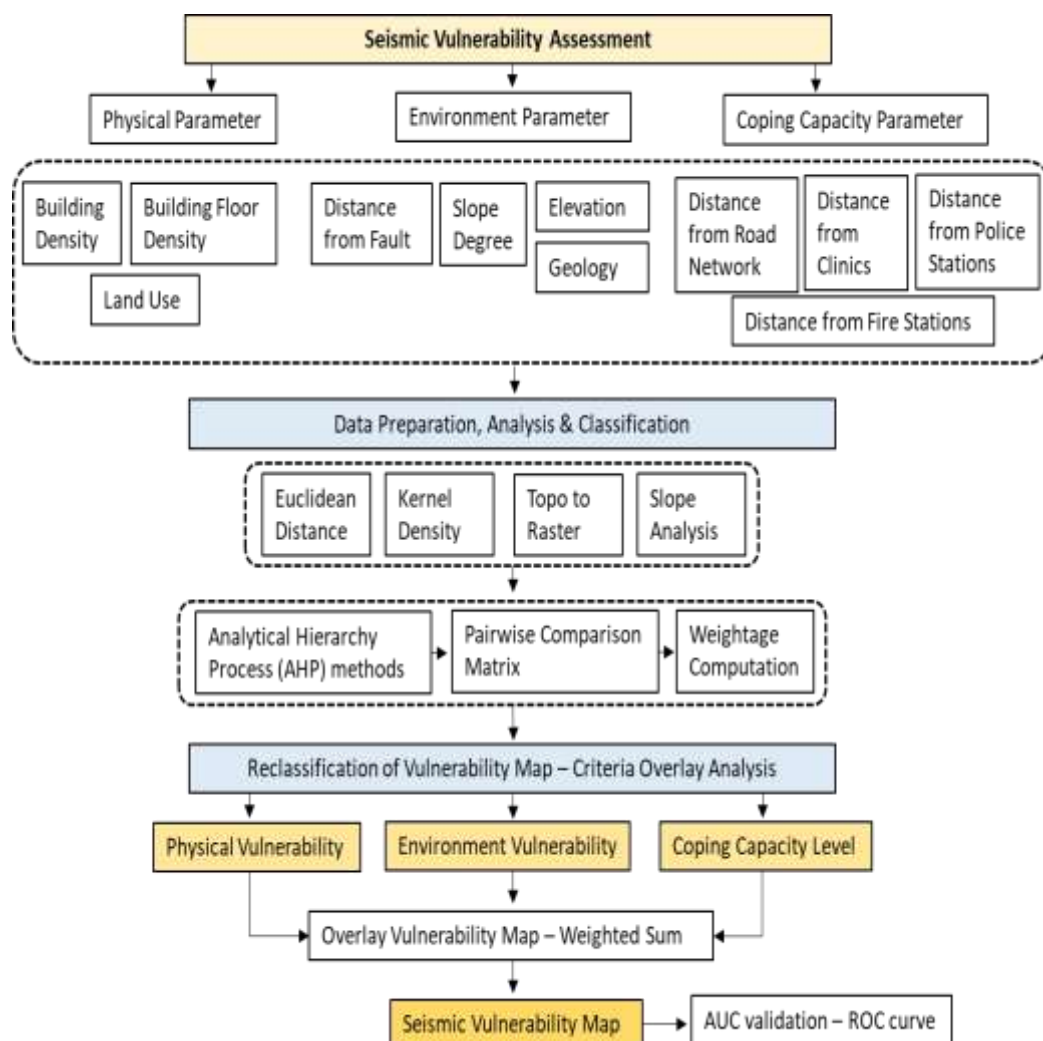 Seismic Vulnerability Assessment
Physical Parameter
Environment Parameter
Coping Capacity Parameter
Building
Density
Building Floor
Density
Land Use
Distance
from Fault
Slope
Degree
Elevation
Geology
Distance
from Road
Network
Distance
from
Clinics
Distance
from Police
Stations
Distance from Fire Stations
Data Preparation, Analysis & Classification
Euclidean
Distance
Kernel
Density
Topo to
Raster
Slope
Analysis
Analytical Hierarchy
Process (AHP) methods
Pairwise Comparison
Matrix
Weightage
Computation
Reclassification of Vulnerability Map – Criteria Overlay Analysis
Physical Vulnerability
Environment Vulnerability
Coping Capacity Level
Overlay Vulnerability Map – Weighted Sum
Seismic Vulnerability Map
AUC validation – ROC curve